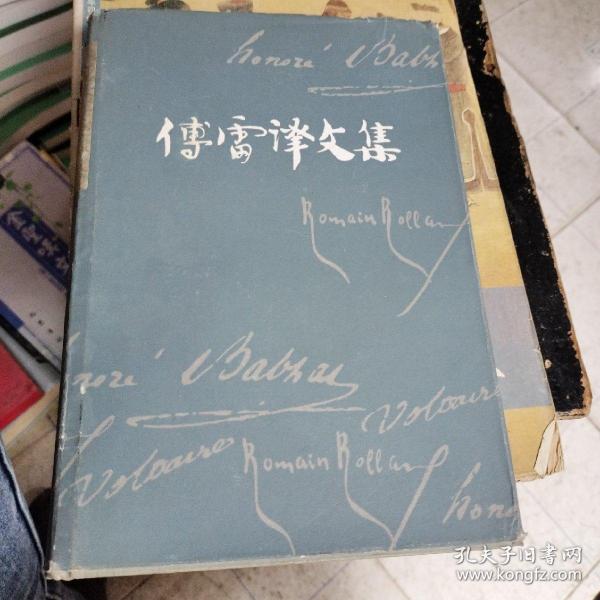 honoré Balzac
傅雷译文集
Romain Rolland
honoré Balzac
Voltaire
Voltaire
Romain Rolland
hono
孔夫子旧书网
www.kongfz.com